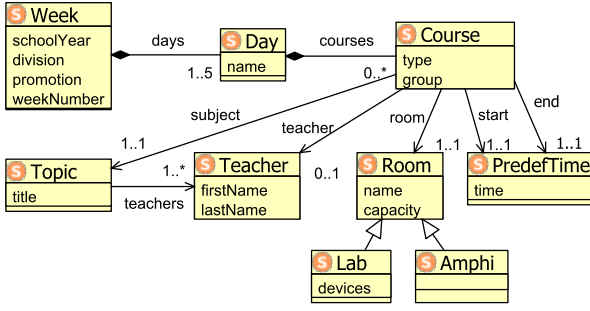 S Week
schoolYear
division
promotion
weekNumber
days
1..5
S Day
name
courses
0..*
S Course
type
group
subject
1..1
teacher
0..1
room
1..1
start
1..1
end
1..1
S Topic
title
teachers
1..*
S Teacher
firstName
lastName
S Room
name
capacity
S PredefTime
time
S Lab
devices
S Amphi